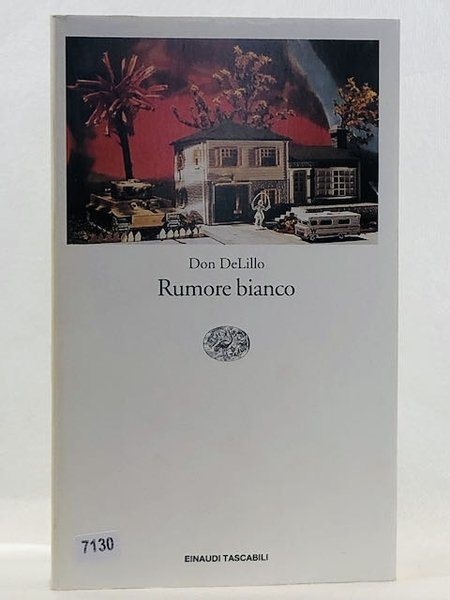 Don DeLillo
Rumore bianco
7130
EINAUDI TASCABILI